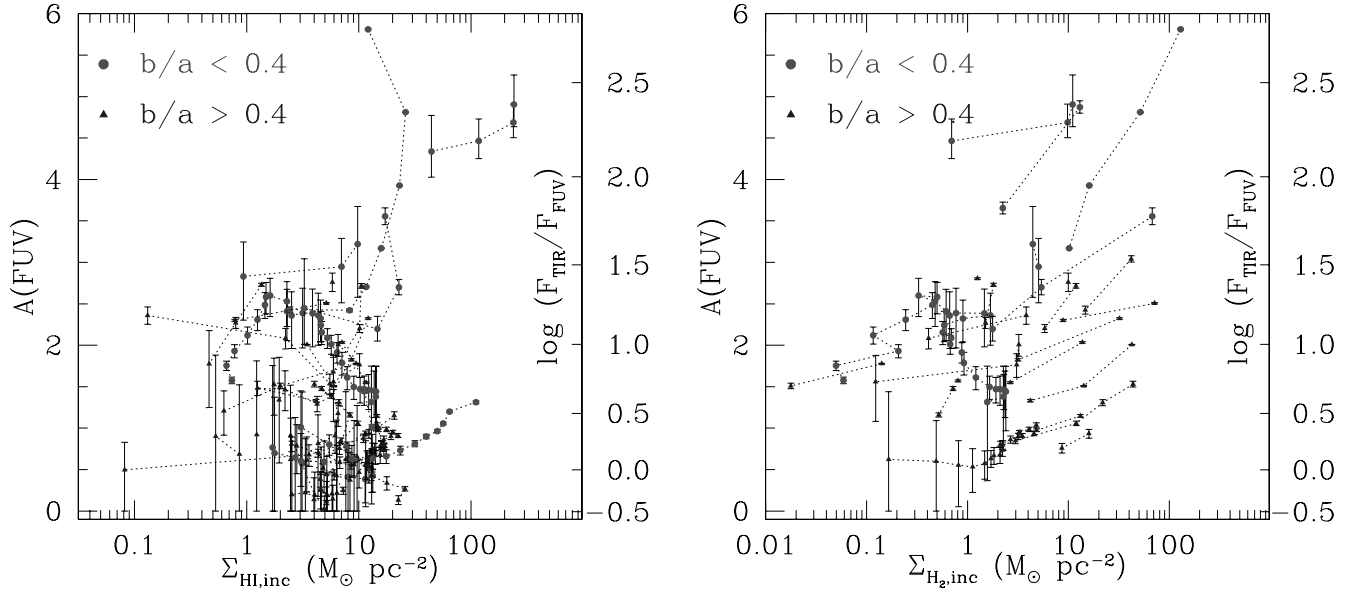 6
4
2
0
A(FUV)
b/a < 0.4
b/a > 0.4
2.5
2.0
1.5
1.0
0.5
0.0
−0.5
log (F_TIR/F_FUV)
0.1 1 10 100
Σ_HI,inc (M_⊙ pc⁻²)
6
4
2
0
A(FUV)
b/a < 0.4
b/a > 0.4
2.5
2.0
1.5
1.0
0.5
0.0
−0.5
log (F_TIR/F_FUV)
0.01 0.1 1 10 100
Σ_H₂,inc (M_⊙ pc⁻²)